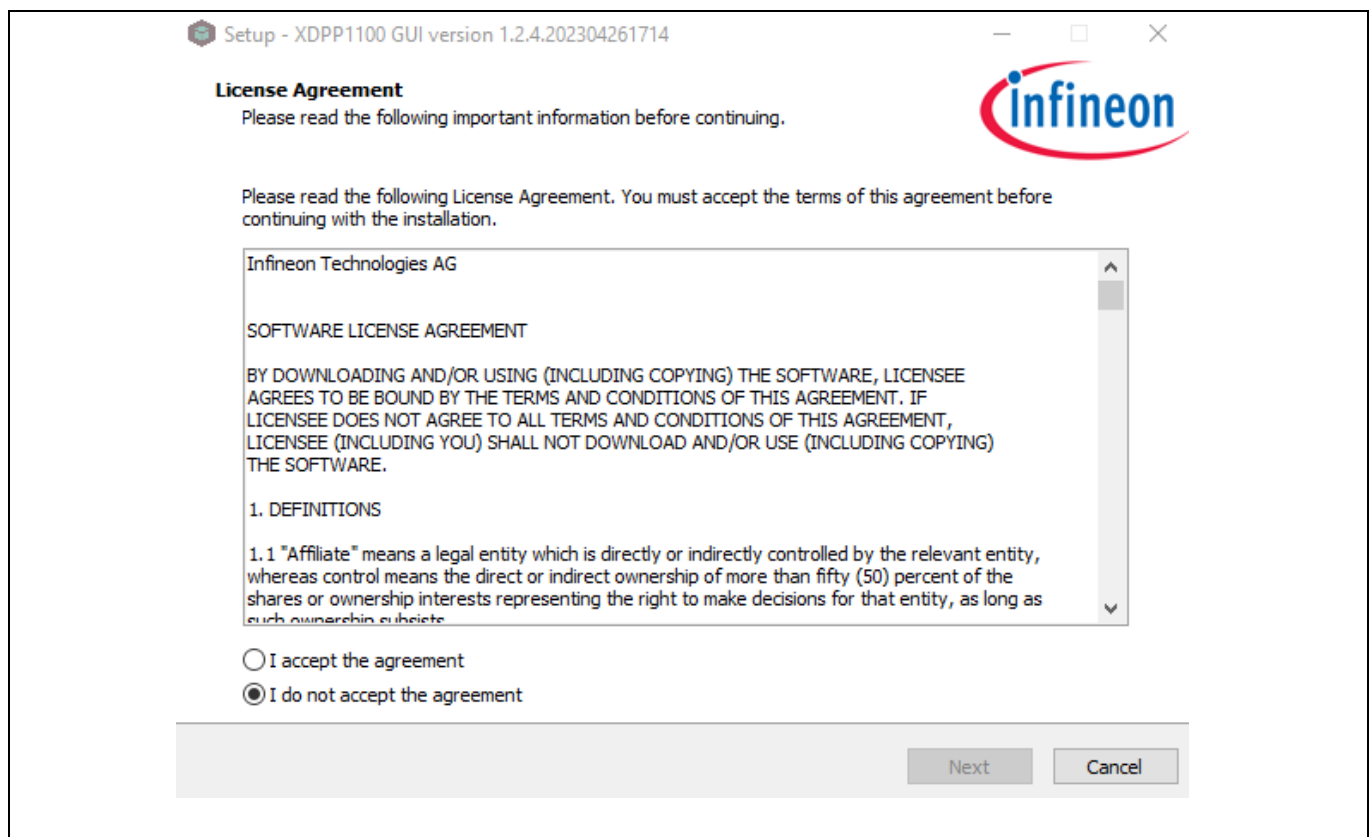 Setup - XDPP1100 GUI version 1.2.4.202304261714
License Agreement
Please read the following important information before continuing.
infineon
Please read the following License Agreement. You must accept the terms of this agreement before
continuing with the installation.
Infineon Technologies AG
SOFTWARE LICENSE AGREEMENT
BY DOWNLOADING AND/OR USING (INCLUDING COPYING) THE SOFTWARE, LICENSEE
AGREES TO BE BOUND BY THE TERMS AND CONDITIONS OF THIS AGREEMENT. IF
LICENSEE DOES NOT AGREE TO ALL TERMS AND CONDITIONS OF THIS AGREEMENT,
LICENSEE (INCLUDING YOU) SHALL NOT DOWNLOAD AND/OR USE (INCLUDING COPYING)
THE SOFTWARE.
1. DEFINITIONS
1.1 "Affiliate" means a legal entity which is directly or indirectly controlled by the relevant entity,
whereas control means the direct or indirect ownership of more than fifty (50) percent of the
shares or ownership interests representing the right to make decisions for that entity, as long as
such ownership subsists.
I accept the agreement
I do not accept the agreement
Next
Cancel